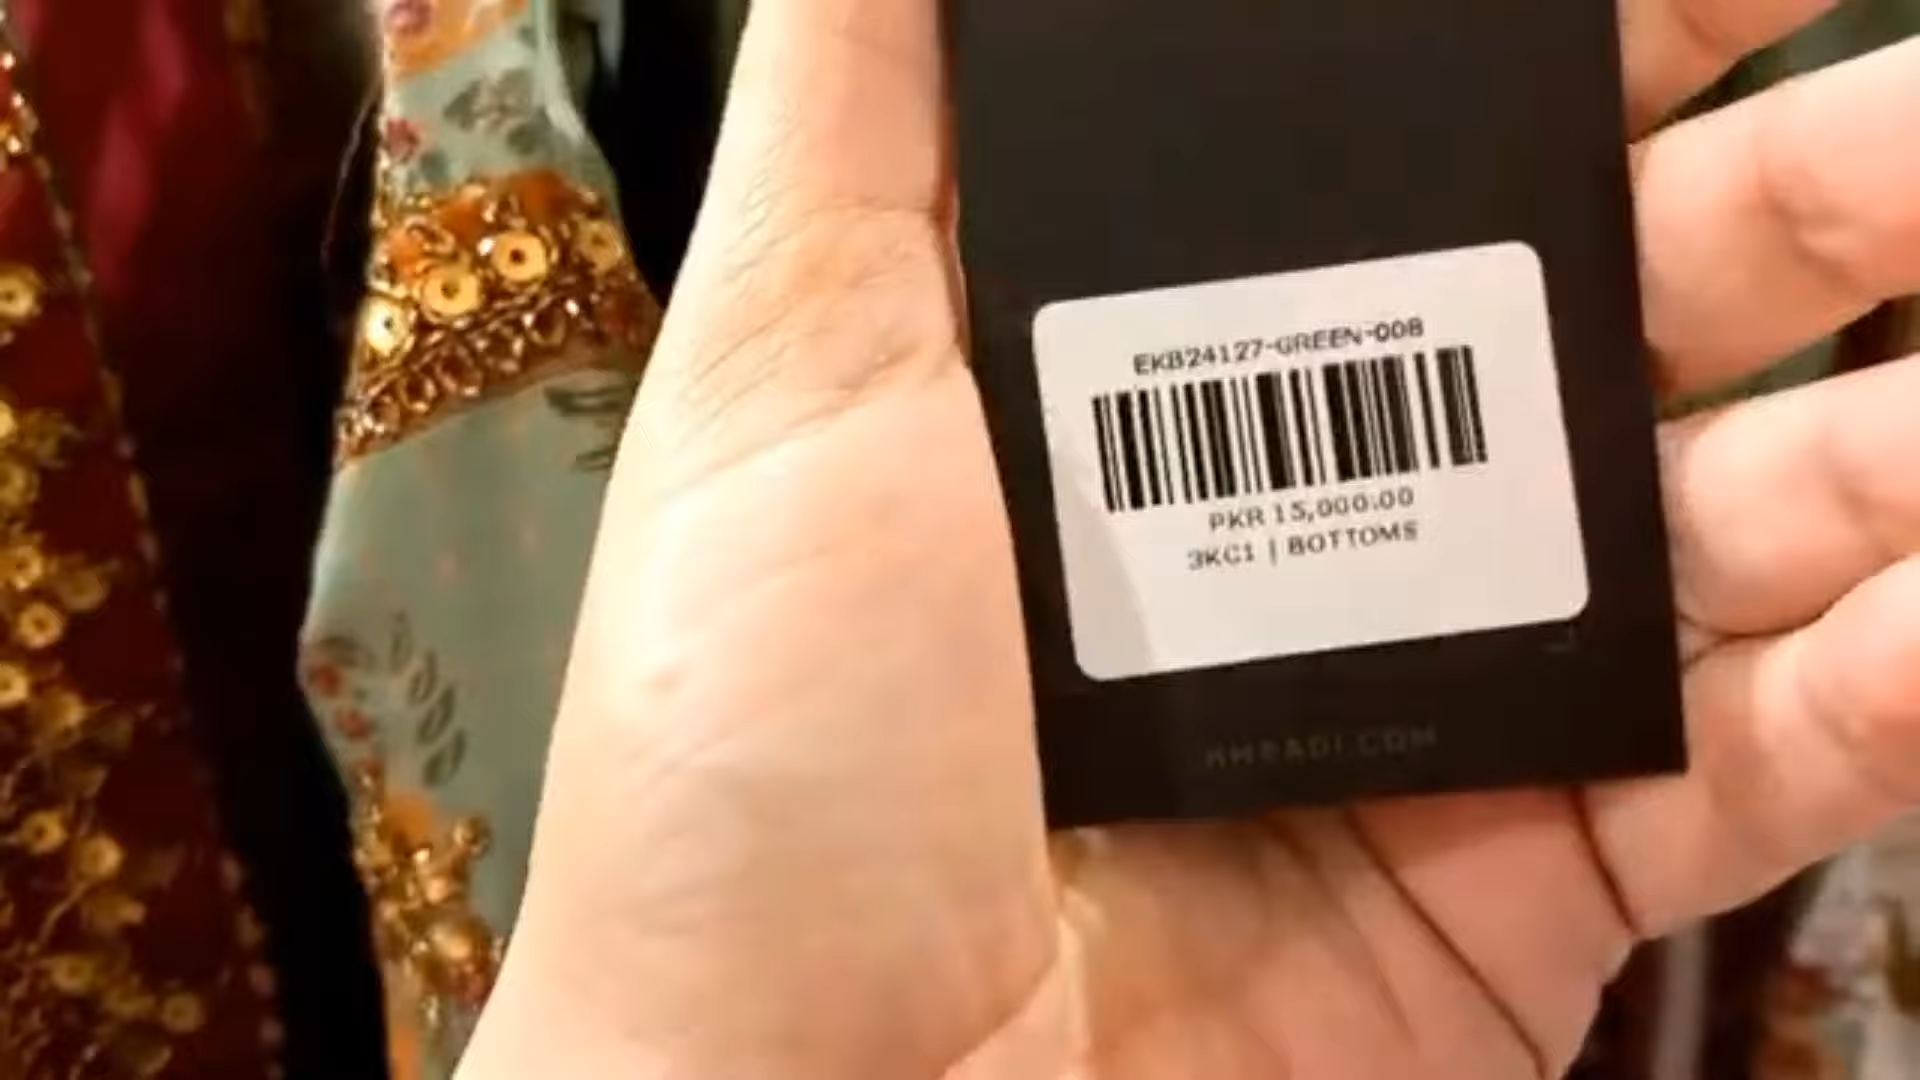 EKB24127-GREEN-008
PKR 15,000.00
3KC1 | BOTTOMS
KHAADI.COM